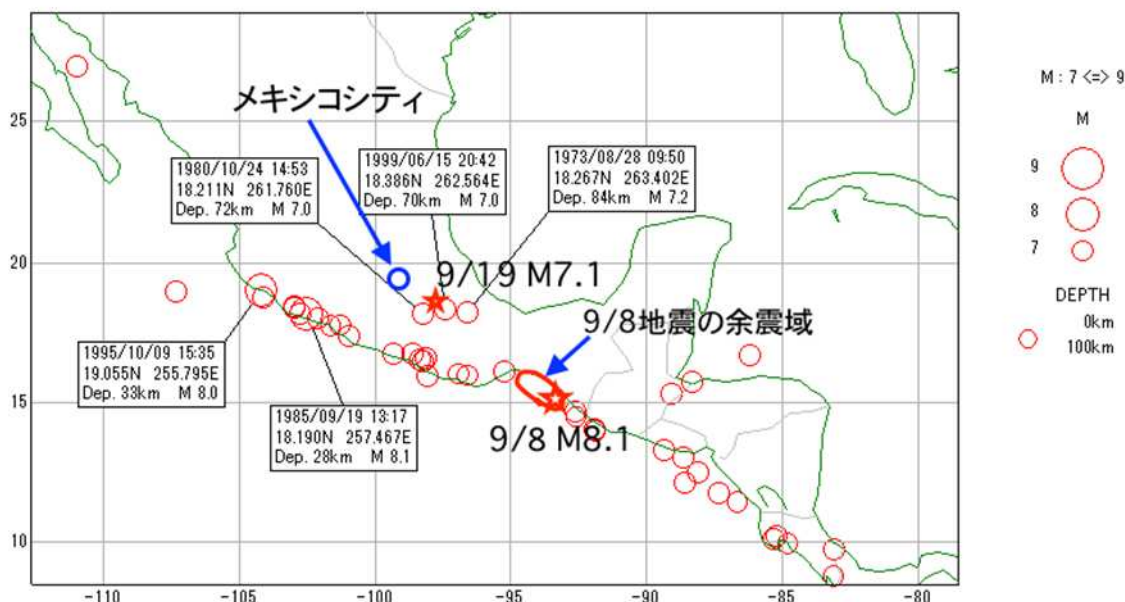 メキシコシティ
1980/10/24 14:53
18.211N 261.760E
Dep. 72km M 7.0
1999/06/15 20:42
18.386N 262.564E
Dep. 70km M 7.0
1973/08/28 09:50
18.267N 263.402E
Dep. 84km M 7.2
9/19 M7.1
9/8地震の余震域
1995/10/09 15:35
19.055N 255.795E
Dep. 33km M 8.0
1985/09/19 13:17
18.190N 257.467E
Dep. 28km M 8.1
9/8 M8.1
25
20
15
10
-110
-105
-100
-95
-90
-85
-80
M : 7 <=> 9
M
9
8
7
DEPTH
0km
100km